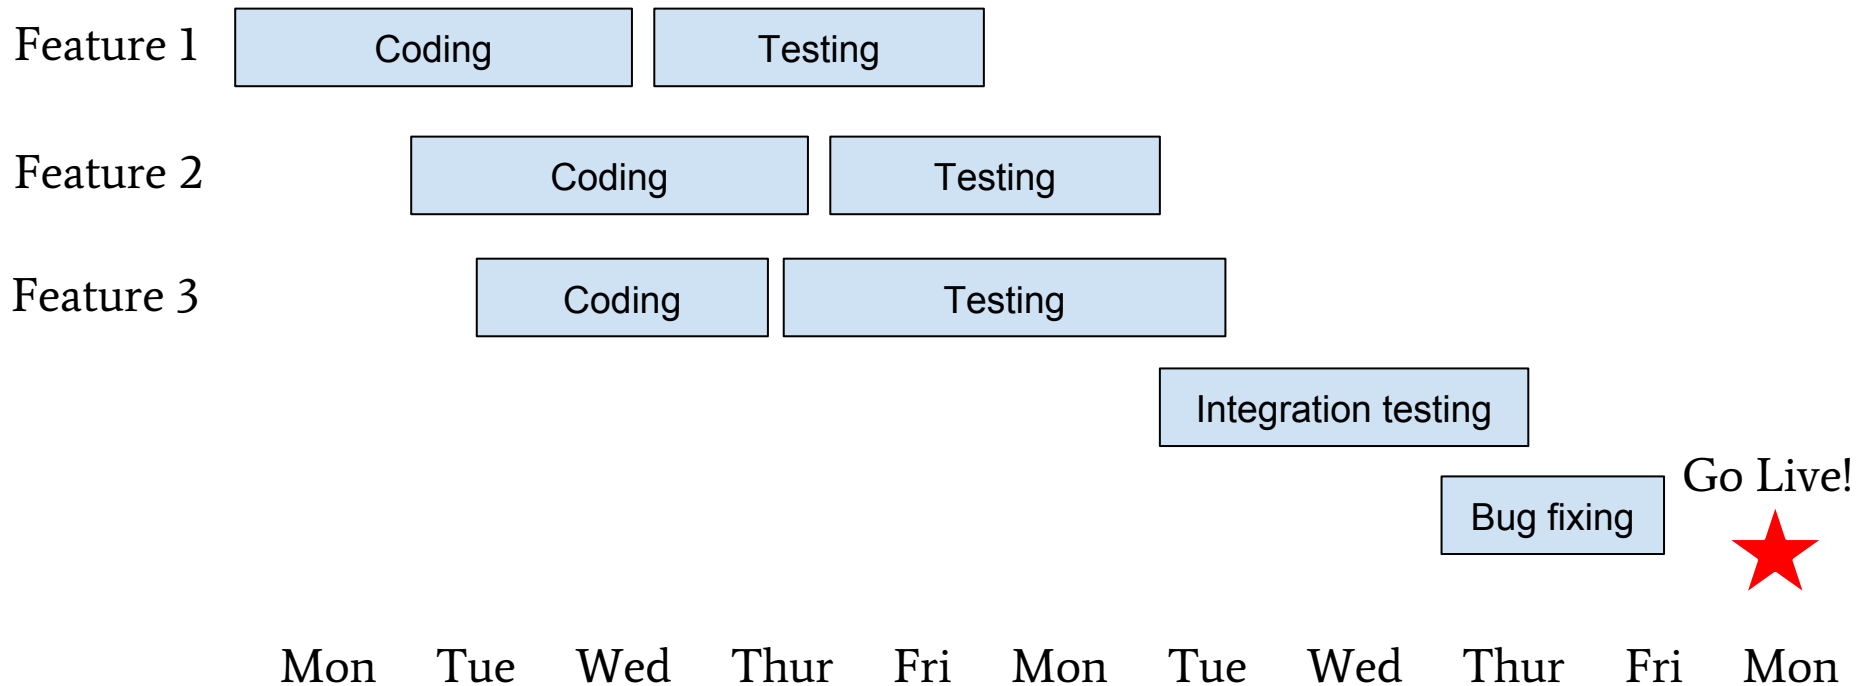 Feature 1
Coding
Testing
Feature 2
Coding
Testing
Feature 3
Coding
Testing
Integration testing
Go Live!
Bug fixing
Mon Tue Wed Thur Fri Mon Tue Wed Thur Fri Mon